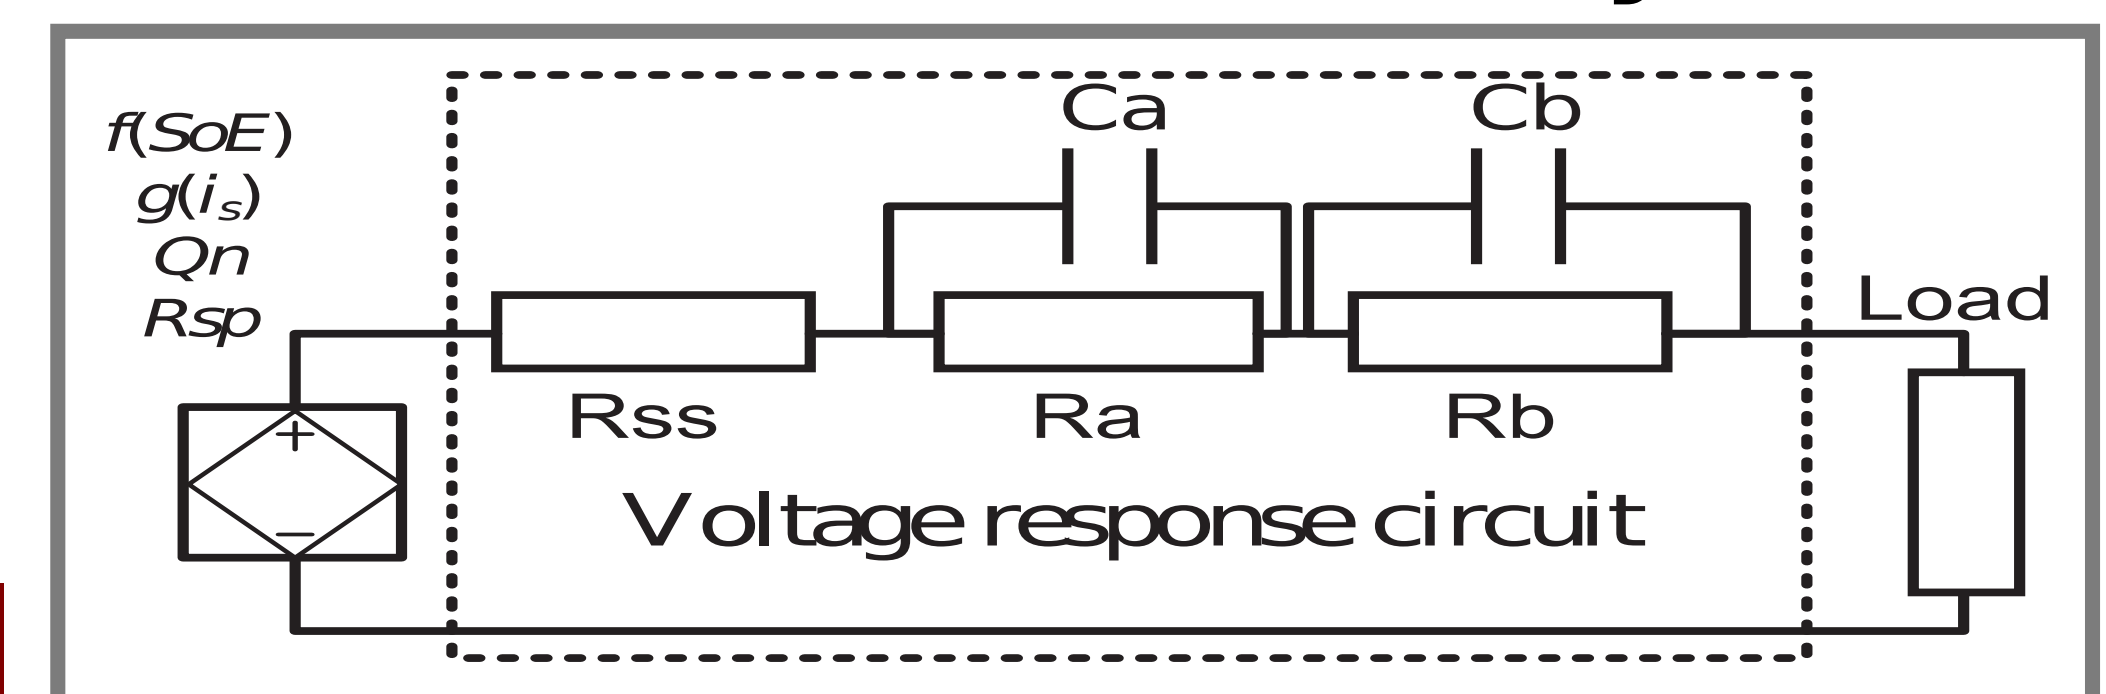 f(SoE)
g(is)
Qn
Rsp
Ca
Cb
Load
Rss
Ra
Rb
+
−
Voltage response circuit